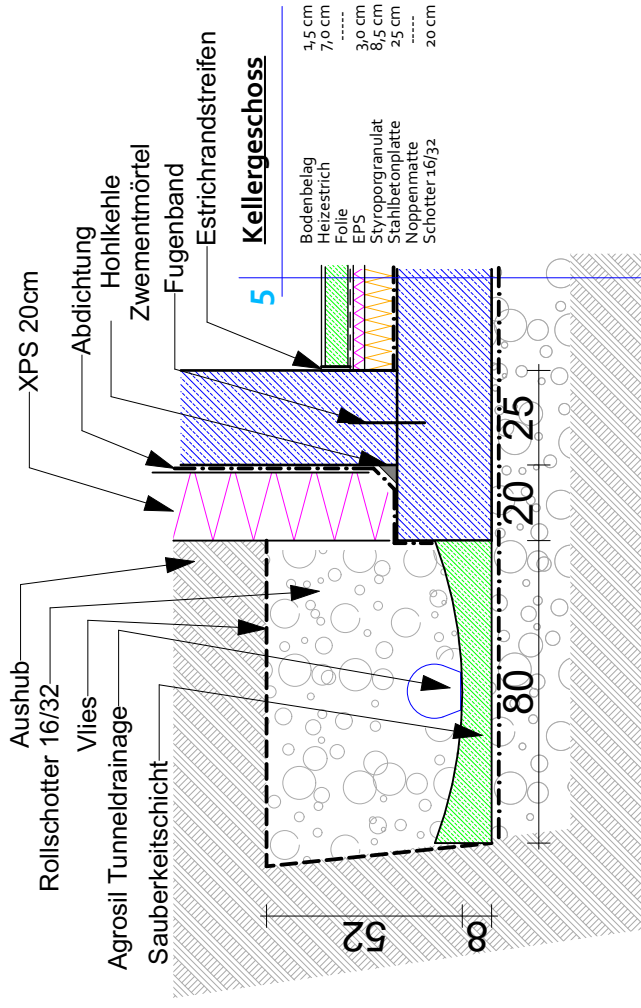 Aushub
Rollschotter 16/32
Vlies
Agrosil Tunneldrainage
Sauberkeitschicht
XPS 20cm
Abdichtung
Hohlkehle
Zwementmörtel
Fugenband
Estrichrandstreifen
5
Kellergeschoss
Bodenbelag 1,5 cm
Heizestrich 7,0 cm
Folie -----
EPS 3,0 cm
Styroporgranulat 8,5 cm
Stahlbetonplatte 25 cm
Noppenmatte -----
Schotter 16/32 20 cm
52
8
80
20
25